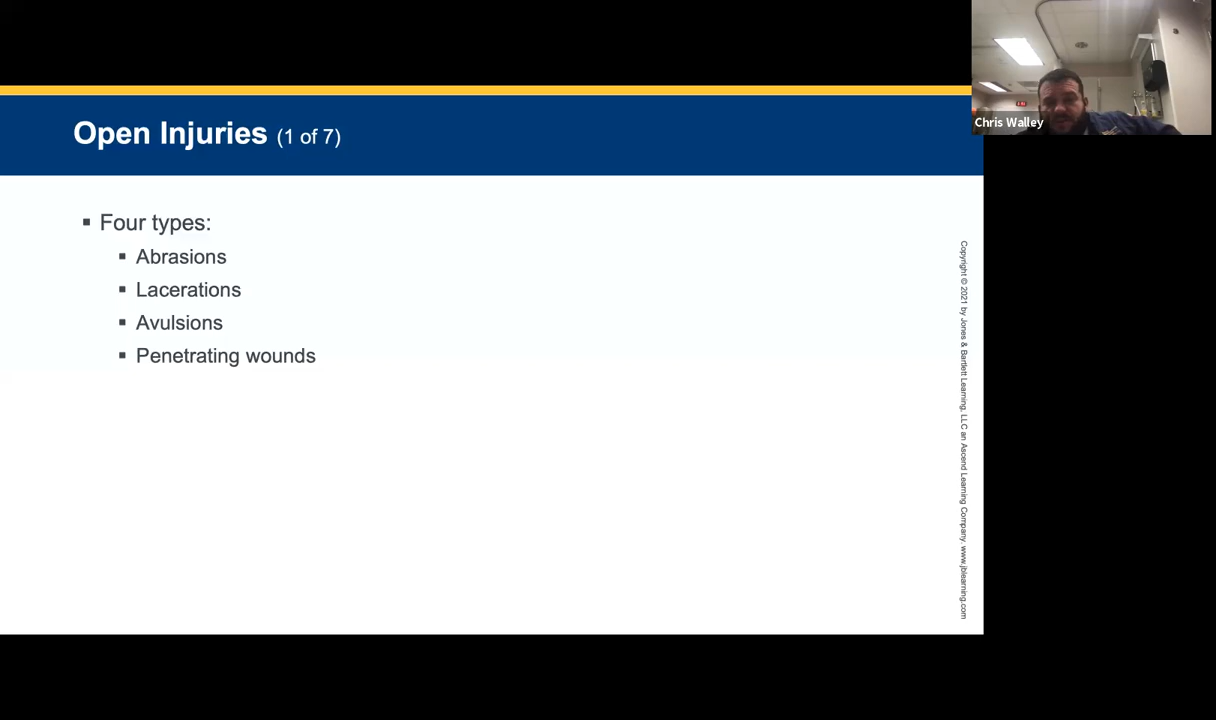 Open Injuries (1 of 7)
Chris Walley
▪ Four types:
▪ Abrasions
▪ Lacerations
▪ Avulsions
▪ Penetrating wounds
Copyright © 2021 by Jones & Bartlett Learning, LLC an Ascend Learning Company. www.jblearning.com